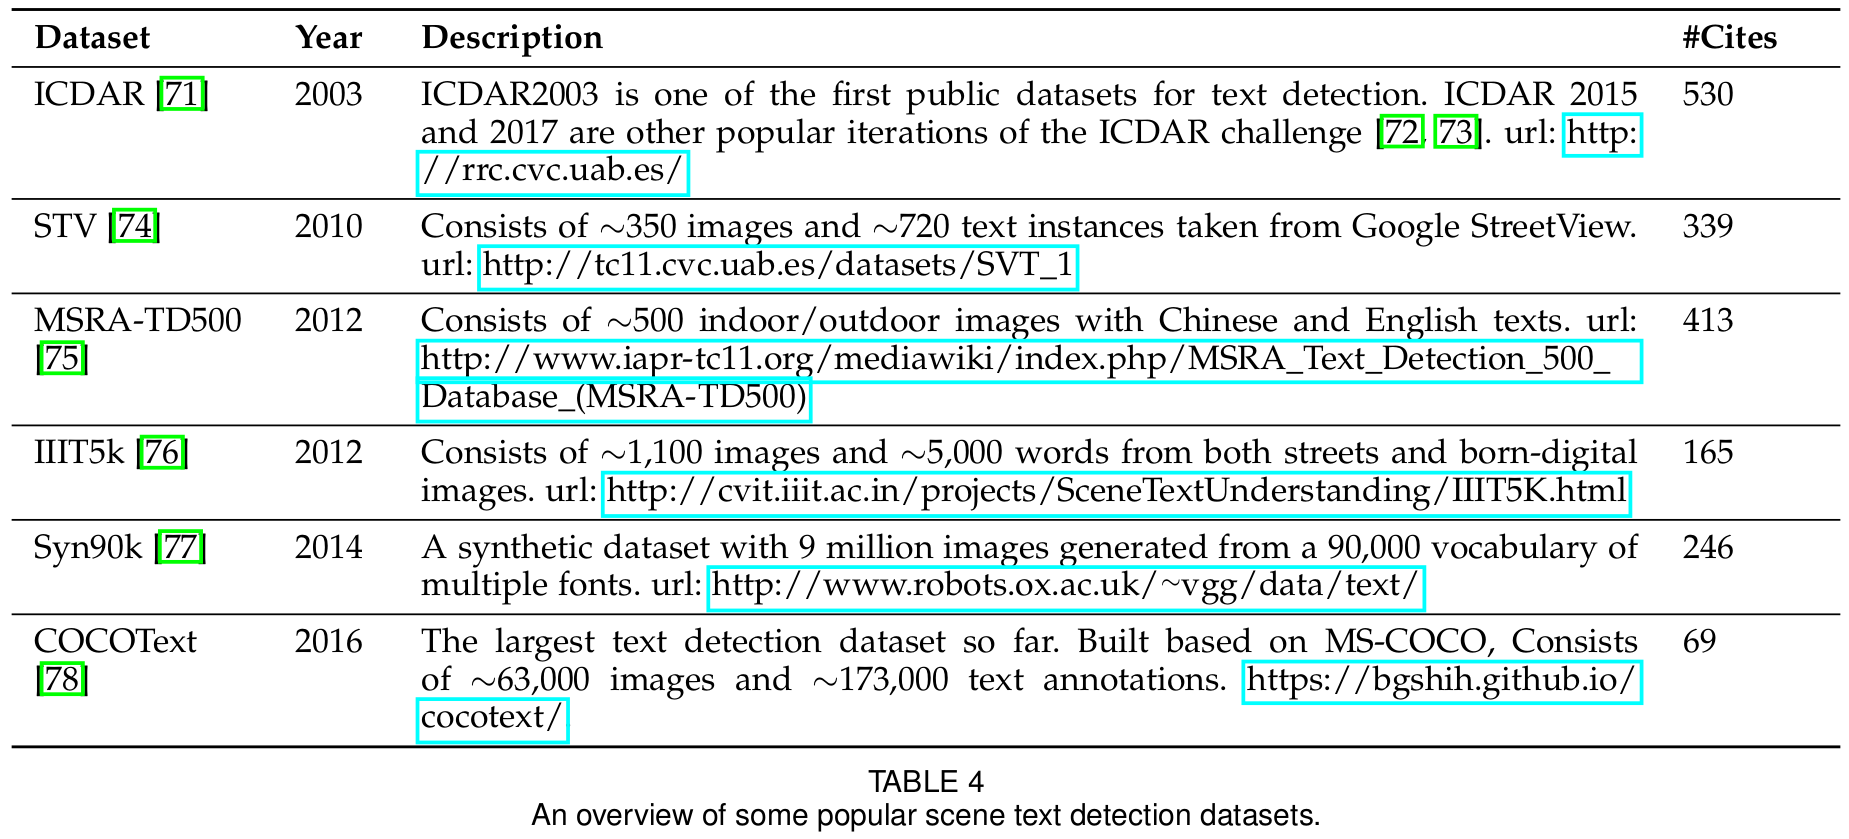 Dataset Year Description #Cites
ICDAR [71] 2003 ICDAR2003 is one of the first public datasets for text detection. ICDAR 2015 530
and 2017 are other popular iterations of the ICDAR challenge [72, 73]. url: http:
//rrc.cvc.uab.es/
STV [74] 2010 Consists of ∼350 images and ∼720 text instances taken from Google StreetView. 339
url: http://tc11.cvc.uab.es/datasets/SVT_1
MSRA-TD500 2012 Consists of ∼500 indoor/outdoor images with Chinese and English texts. url: 413
[75] http://www.iapr-tc11.org/mediawiki/index.php/MSRA_Text_Detection_500_
Database_(MSRA-TD500)
IIIT5k [76] 2012 Consists of ∼1,100 images and ∼5,000 words from both streets and born-digital 165
images. url: http://cvit.iiit.ac.in/projects/SceneTextUnderstanding/IIIT5K.html
Syn90k [77] 2014 A synthetic dataset with 9 million images generated from a 90,000 vocabulary of 246
multiple fonts. url: http://www.robots.ox.ac.uk/~vgg/data/text/
COCOText 2016 The largest text detection dataset so far. Built based on MS-COCO, Consists 69
[78] of ∼63,000 images and ∼173,000 text annotations. https://bgshih.github.io/
cocotext/
TABLE 4
An overview of some popular scene text detection datasets.